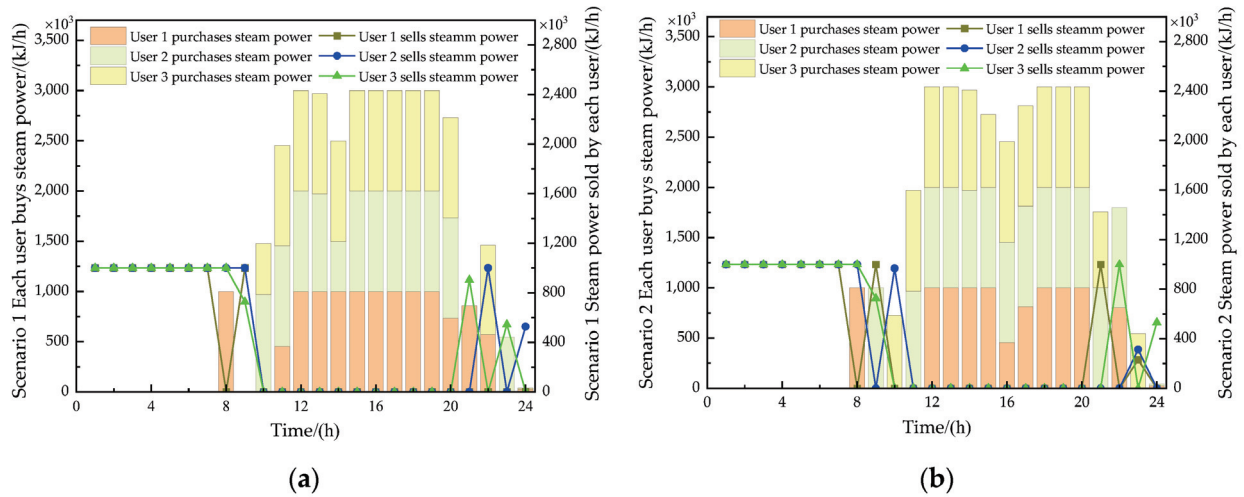 ×10³
3,500
3,000
2,500
2,000
1,500
1,000
500
0
Scenario 1 Each user buys steam power/(kJ/h)
User 1 purchases steam power
User 2 purchases steam power
User 3 purchases steam power
User 1 sells steamm power
User 2 sells steamm power
User 3 sells steamm power
×10³
2,800
2,400
2,000
1,600
1,200
800
400
0
Scenario 1 Steam power sold by each user/(kJ/h)
0 4 8 12 16 20 24
Time/(h)
(a)
×10³
3,500
3,000
2,500
2,000
1,500
1,000
500
0
Scenario 2 Each user buys steam power/(kJ/h)
User 1 purchases steam power
User 2 purchases steam power
User 3 purchases steam power
User 1 sells steamm power
User 2 sells steamm power
User 3 sells steamm power
×10³
2,800
2,400
2,000
1,600
1,200
800
400
0
Scenario 2 Steam power sold by each user/(kJ/h)
0 4 8 12 16 20 24
Time/(h)
(b)